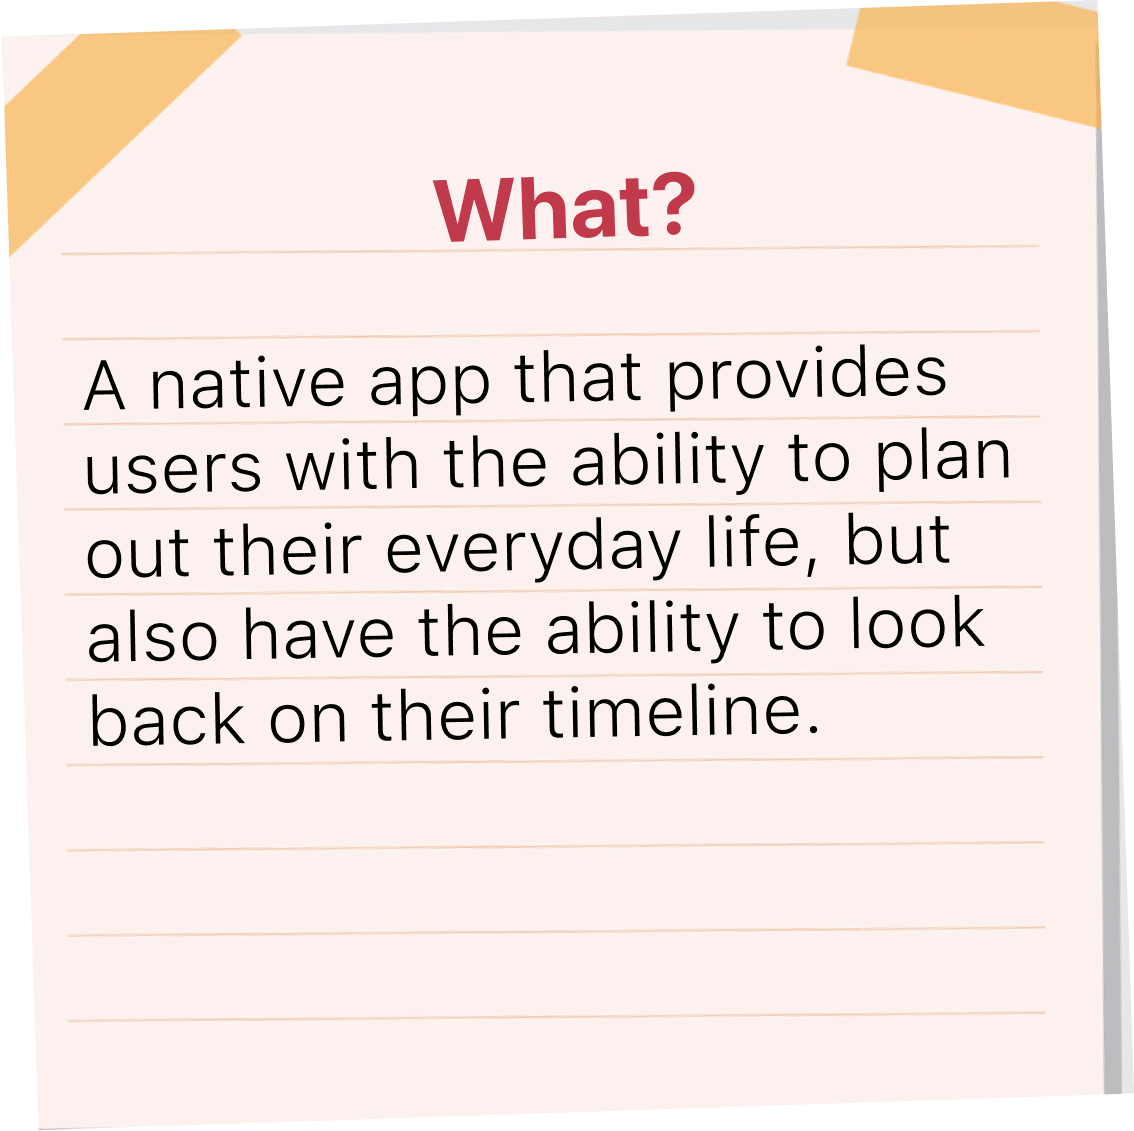 What?
A native app that provides
users with the ability to plan
out their everyday life, but
also have the ability to look
back on their timeline.